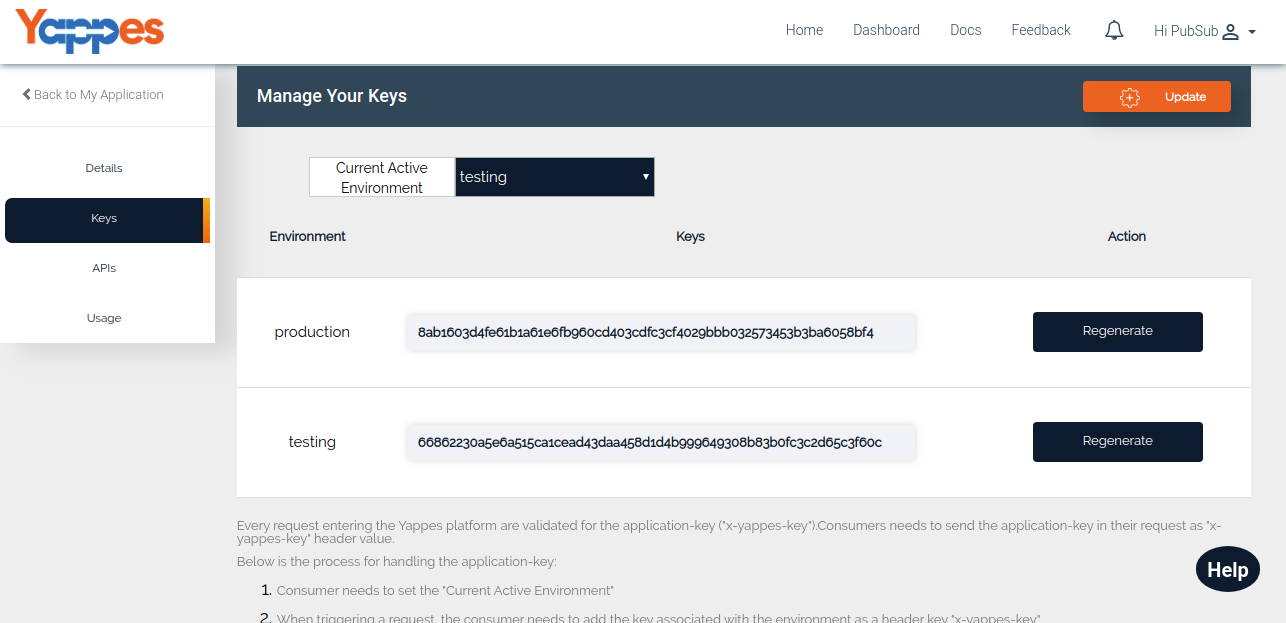 Yappes
Home
Dashboard
Docs
Feedback
Hi PubSub
Back to My Application
Details
Keys
APIs
Usage
Manage Your Keys
Update
Current Active
Environment
testing
Environment
Keys
Action
production
8ab1603d4fe61b1a61e6fb960cd403cdfc3cf4029bbb032573453b3ba6058bf4
Regenerate
testing
66862230a5e6a515ca1cead43daa458d1d4b999649308b83b0fc3c2d65c3f60c
Regenerate
Every request entering the Yappes platform are validated for the application-key ("x-yappes-key").Consumers needs to send the application-key in their request as "x-
yappes-key" header value.
Below is the process for handling the application-key:
1. Consumer needs to set the "Current Active Environment"
2. When triggering a request, the consumer needs to add the key associated with the environment as a header key "x-yappes-key"
Help